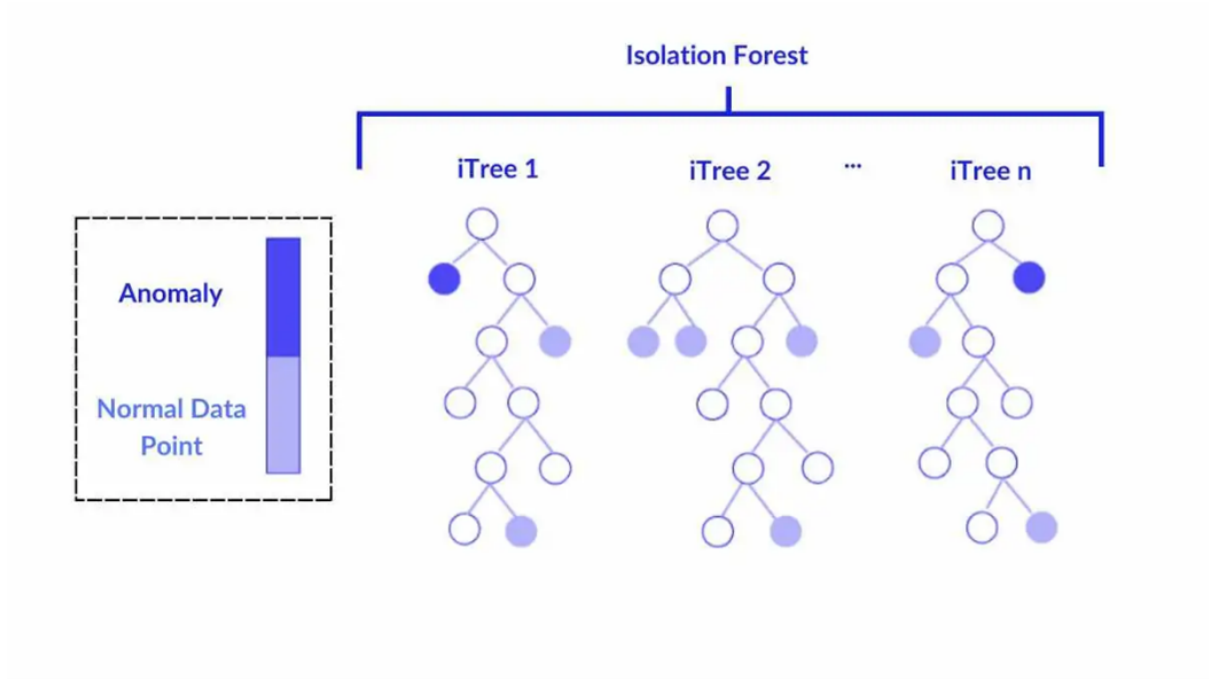 Isolation Forest
iTree 1
iTree 2
...
iTree n
Anomaly
Normal Data
Point